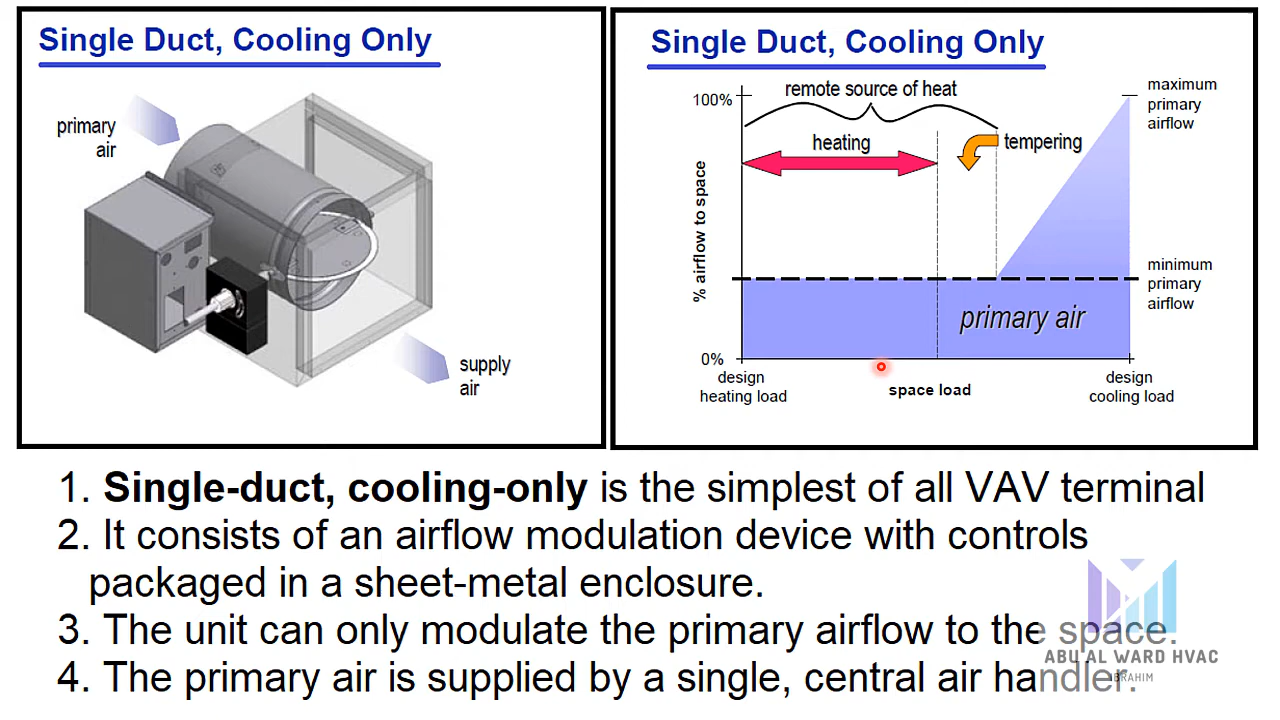 Single Duct, Cooling Only
primary
air
supply
air
Single Duct, Cooling Only
remote source of heat
100%
maximum
primary
airflow
heating
tempering
% airflow to space
minimum
primary
airflow
primary air
0%
design
heating load
space load
design
cooling load
1. Single-duct, cooling-only is the simplest of all VAV terminal
2. It consists of an airflow modulation device with controls
packaged in a sheet-metal enclosure.
3. The unit can only modulate the primary airflow to the space.
4. The primary air is supplied by a single, central air handler.
ABU AL WARD HVAC
IBRAHIM